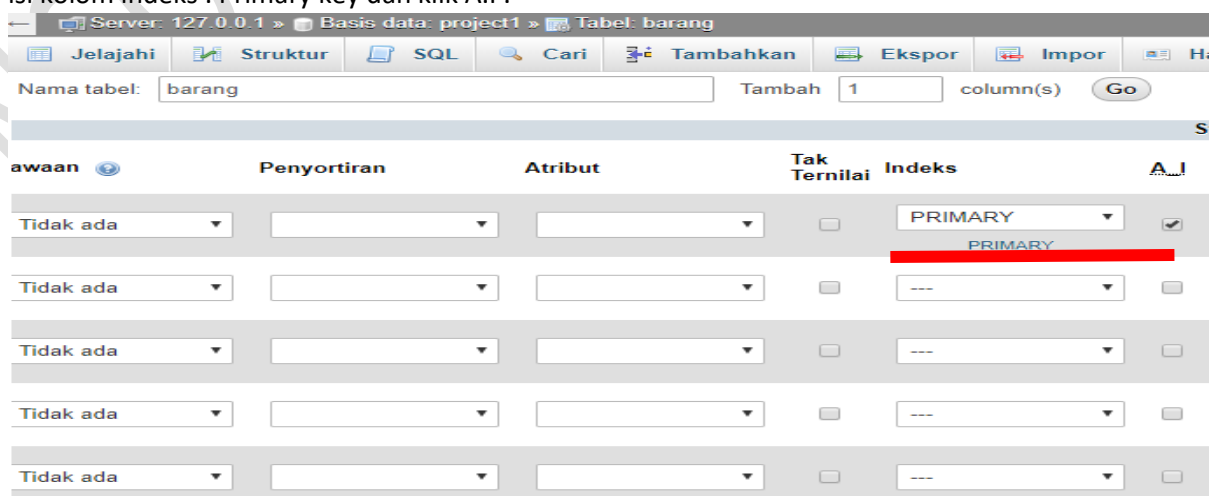 Server: 127.0.0.1 » Basis data: project1 » Tabel: barang
Jelajahi Struktur SQL Cari Tambahkan Ekspor Impor
Nama tabel: barang Tambah 1 column(s) Go
S
awaan Penyortiran Atribut Tak Ternilai Indeks A_I
Tidak ada PRIMARY
PRIMARY
Tidak ada ---
Tidak ada ---
Tidak ada ---
Tidak ada ---